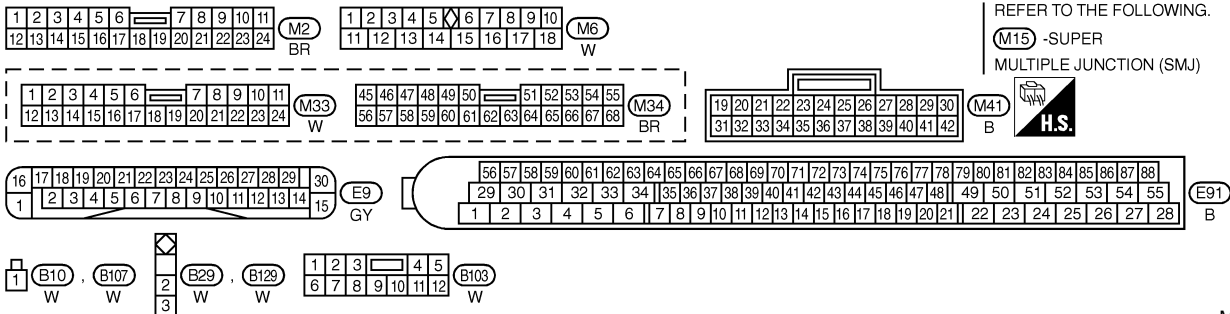 1 2 3 4 5 6 7 8 9 10 11 M2
12 13 14 15 16 17 18 19 20 21 22 23 24 BR
1 2 3 4 5 6 7 8 9 10 M6
11 12 13 14 15 16 17 18 W
REFER TO THE FOLLOWING.
M15 -SUPER
MULTIPLE JUNCTION (SMJ)
1 2 3 4 5 6 7 8 9 10 11 M33
12 13 14 15 16 17 18 19 20 21 22 23 24 W
45 46 47 48 49 50 51 52 53 54 55 M34
56 57 58 59 60 61 62 63 64 65 66 67 68 BR
19 20 21 22 23 24 25 26 27 28 29 30 M41
31 32 33 34 35 36 37 38 39 40 41 42 B
H.S.
16 17 18 19 20 21 22 23 24 25 26 27 28 29 30 E9
1 2 3 4 5 6 7 8 9 10 11 12 13 14 15 GY
56 57 58 59 60 61 62 63 64 65 66 67 68 69 70 71 72 73 74 75 76 77 78 79 80 81 82 83 84 85 86 87 88
29 30 31 32 33 34 35 36 37 38 39 40 41 42 43 44 45 46 47 48 49 50 51 52 53 54 55 E91
1 2 3 4 5 6 7 8 9 10 11 12 13 14 15 16 17 18 19 20 21 22 23 24 25 26 27 28 B
1 B10 , B107
W W
2 B29 , B129
3 W W
1 2 3 4 5 B103
6 7 8 9 10 11 12 W